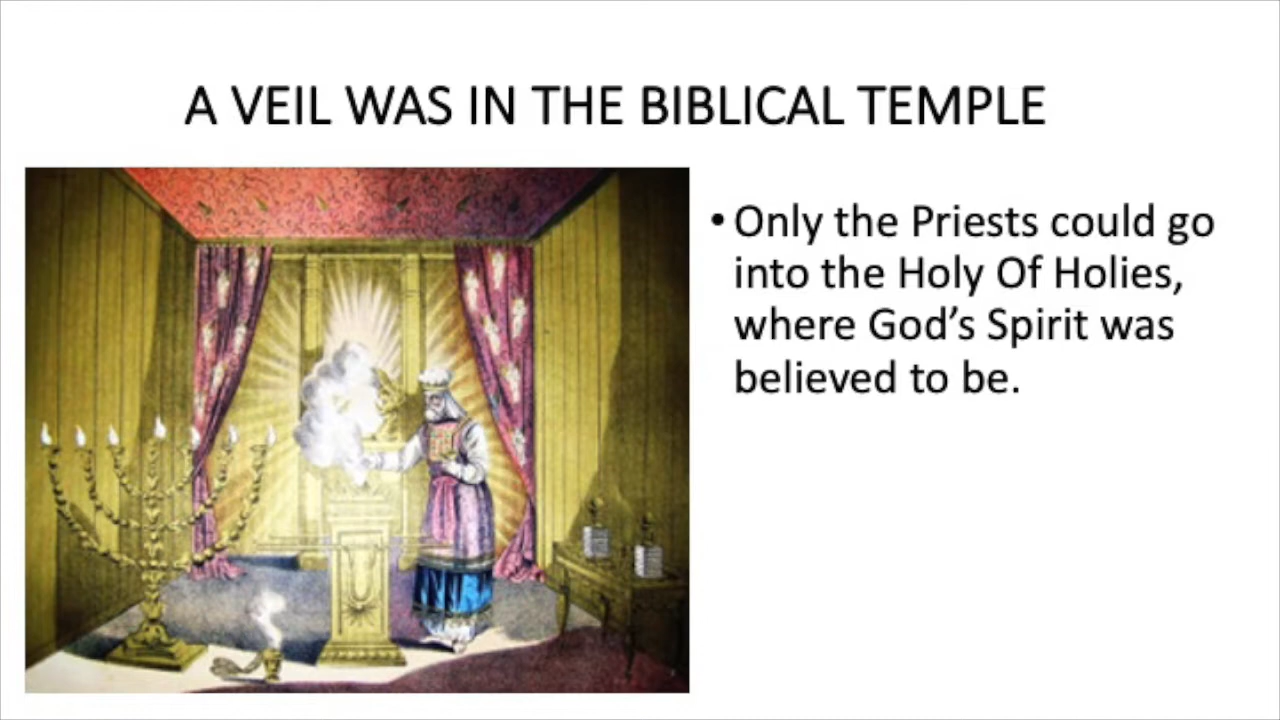 A VEIL WAS IN THE BIBLICAL TEMPLE
• Only the Priests could go
into the Holy Of Holies,
where God’s Spirit was
believed to be.